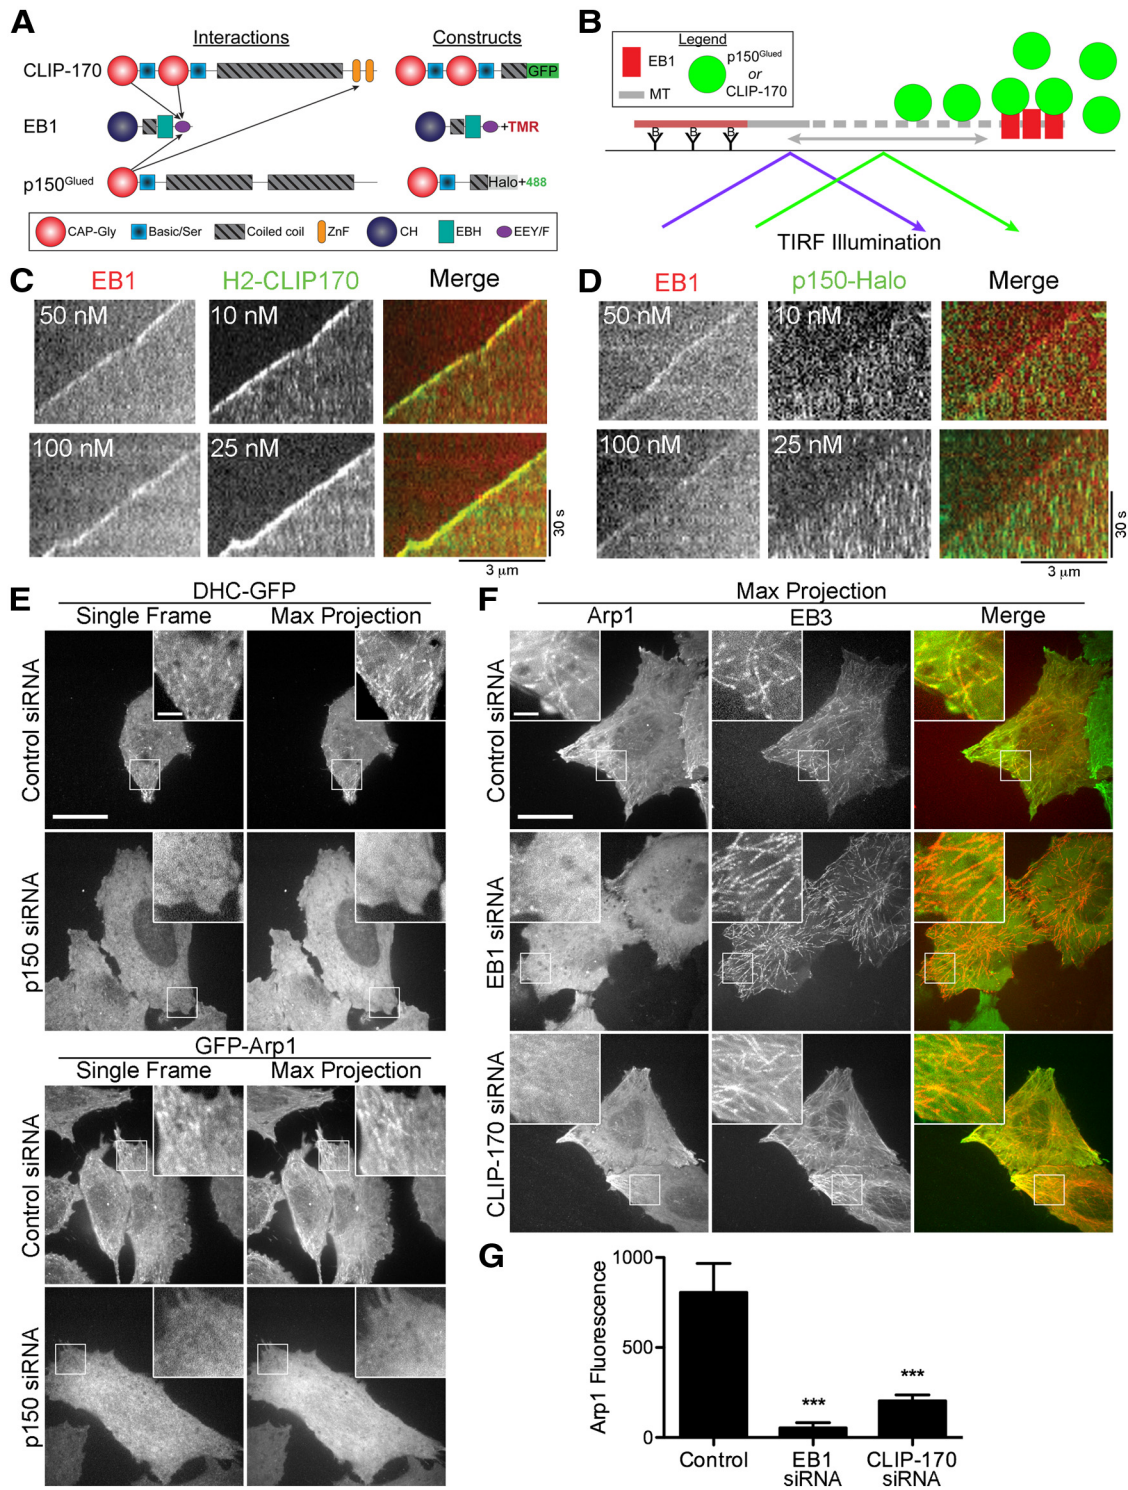 A
Interactions
Constructs
CLIP-170
GFP
EB1
+TMR
p150Glued
Halo+488
CAP-Gly
Basic/Ser
Coiled coil
ZnF
CH
EBH
EEY/F
B
Legend
EB1
p150Glued
or
CLIP-170
MT
B
B
B
TIRF Illumination
C
EB1
H2-CLIP170
Merge
50 nM
10 nM
100 nM
25 nM
30 s
3 µm
D
EB1
p150-Halo
Merge
50 nM
10 nM
100 nM
25 nM
30 s
3 µm
E
DHC-GFP
Single Frame
Max Projection
Control siRNA
p150 siRNA
GFP-Arp1
Single Frame
Max Projection
Control siRNA
p150 siRNA
F
Max Projection
Arp1
EB3
Merge
Control siRNA
EB1 siRNA
CLIP-170 siRNA
G
Arp1 Fluorescence
1000
500
0
***
***
Control
EB1
siRNA
CLIP-170
siRNA